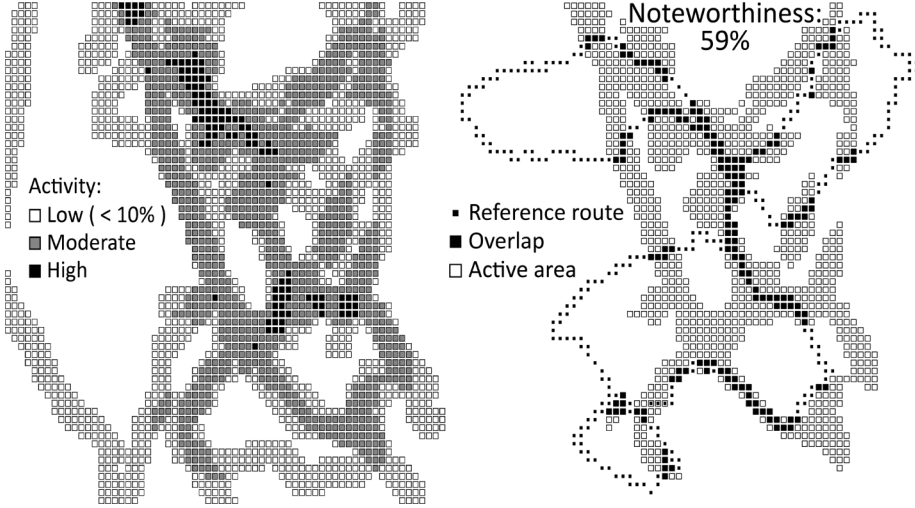 Noteworthiness:
59%
Activity:
Low ( < 10% )
Moderate
High
Reference route
Overlap
Active area